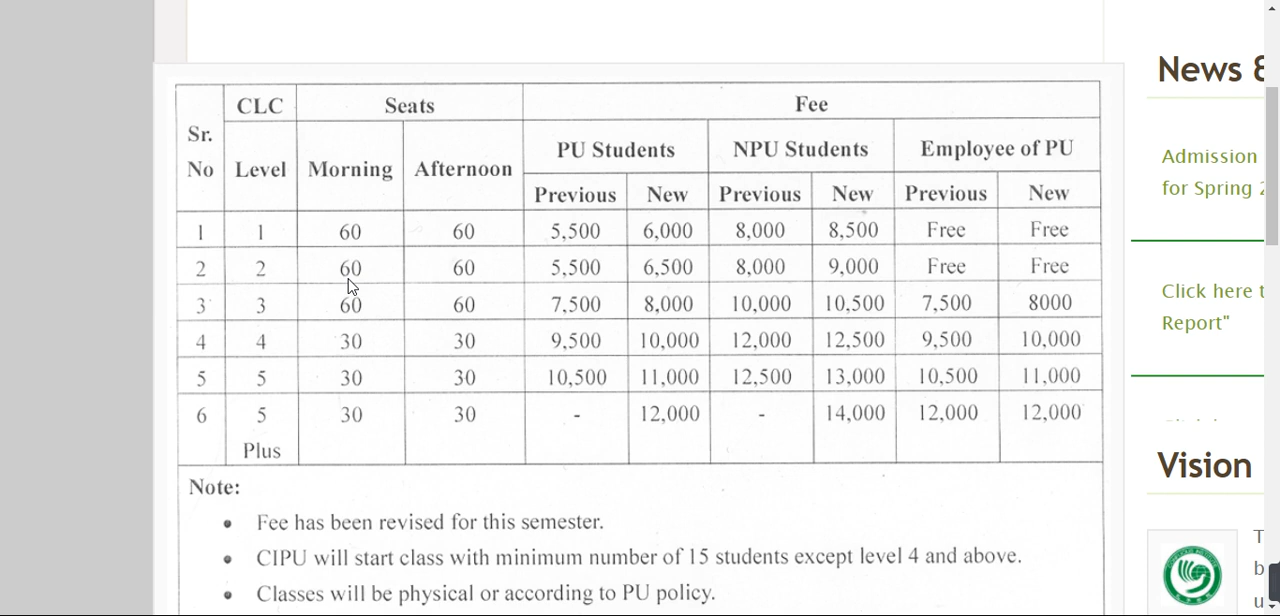 News &
CLC Seats Fee
Sr. No Level Morning Afternoon PU Students NPU Students Employee of PU
Previous New Previous New Previous New
1 1 60 60 5,500 6,000 8,000 8,500 Free Free
2 2 60 60 5,500 6,500 8,000 9,000 Free Free
3 3 60 60 7,500 8,000 10,000 10,500 7,500 8000
4 4 30 30 9,500 10,000 12,000 12,500 9,500 10,000
5 5 30 30 10,500 11,000 12,500 13,000 10,500 11,000
6 5 Plus 30 30 - 12,000 - 14,000 12,000 12,000
Note:
• Fee has been revised for this semester.
• CIPU will start class with minimum number of 15 students except level 4 and above.
• Classes will be physical or according to PU policy.
Admission
for Spring 2
Click here t
Report"
Vision
T
b
u